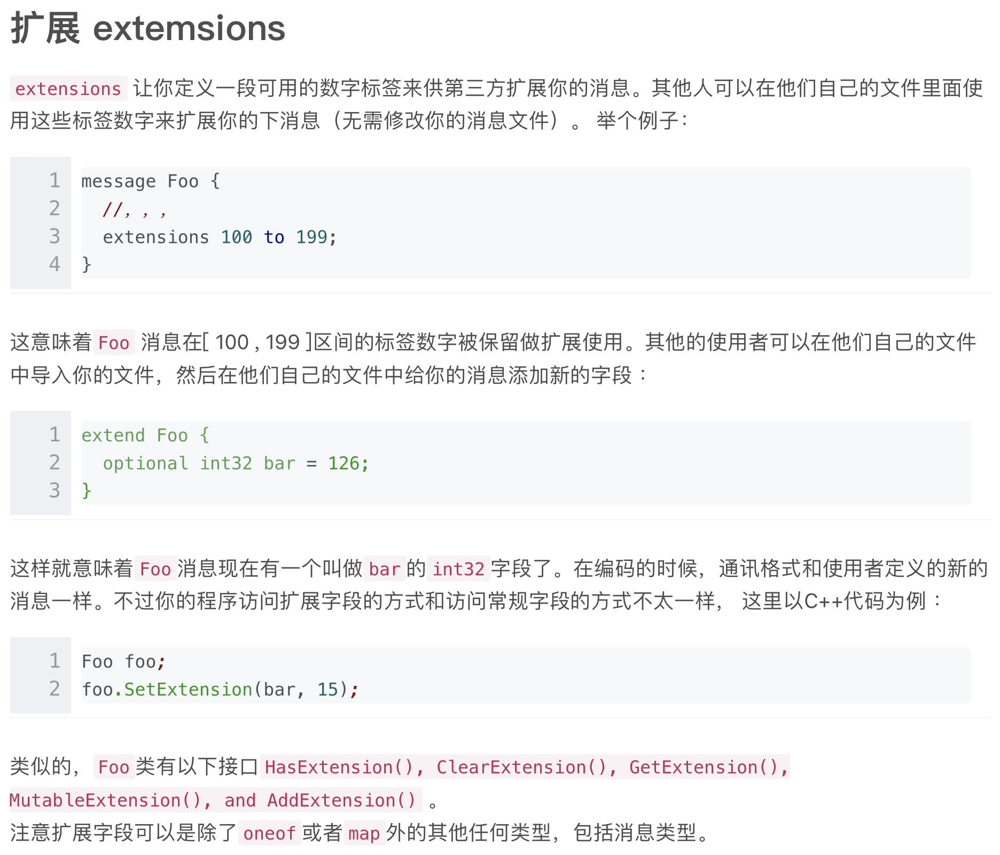 扩展 extemsions
extensions 让你定义一段可用的数字标签来供第三方扩展你的消息。其他人可以在他们自己的文件里面使
用这些标签数字来扩展你的下消息（无需修改你的消息文件）。 举个例子：
1 message Foo {
2   //，，，
3   extensions 100 to 199;
4 }
这意味着 Foo 消息在[ 100 , 199 ]区间的标签数字被保留做扩展使用。其他的使用者可以在他们自己的文件
中导入你的文件，然后在他们自己的文件中给你的消息添加新的字段：
1 extend Foo {
2   optional int32 bar = 126;
3 }
这样就意味着 Foo 消息现在有一个叫做 bar 的 int32 字段了。在编码的时候，通讯格式和使用者定义的新的
消息一样。不过你的程序访问扩展字段的方式和访问常规字段的方式不太一样， 这里以C++代码为例：
1 Foo foo;
2 foo.SetExtension(bar, 15);
类似的， Foo 类有以下接口 HasExtension(), ClearExtension(), GetExtension(),
MutableExtension(), and AddExtension() 。
注意扩展字段可以是除了 oneof 或者 map 外的其他任何类型，包括消息类型。